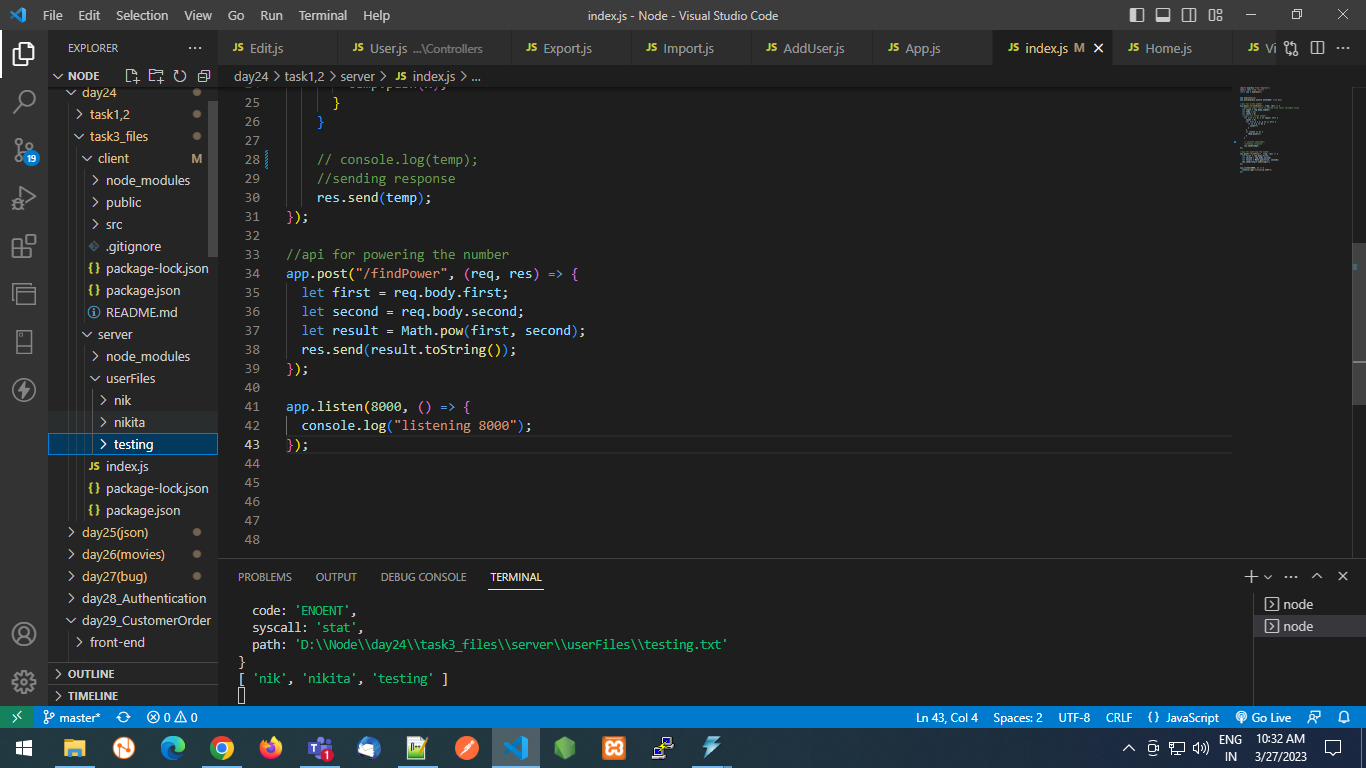 File Edit Selection View Go Run Terminal Help
index.js - Node - Visual Studio Code
EXPLORER
JS Edit.js
JS User.js ...\Controllers
JS Export.js
JS Import.js
JS AddUser.js
JS App.js
JS index.js M
JS Home.js
JS Vi
NODE
day24 > task1,2 > server > JS index.js > ...
day24
task1,2
task3_files
client M
node_modules
public
src
.gitignore
{} package-lock.json
{} package.json
README.md
server
node_modules
userFiles
nik
nikita
testing
JS index.js
{} package-lock.json
{} package.json
day25(json)
day26(movies)
day27(bug)
day28_Authentication
day29_CustomerOrder
front-end
OUTLINE
TIMELINE
19
25 }
26 }
27
28 // console.log(temp);
29 //sending response
30 res.send(temp);
31 });
32
33 //api for powering the number
34 app.post("/findPower", (req, res) => {
35 let first = req.body.first;
36 let second = req.body.second;
37 let result = Math.pow(first, second);
38 res.send(result.toString());
39 });
40
41 app.listen(8000, () => {
42 console.log("listening 8000");
43 });
44
45
46
47
48
PROBLEMS OUTPUT DEBUG CONSOLE TERMINAL
code: 'ENOENT',
syscall: 'stat',
path: 'D:\\Node\\day24\\task3_files\\server\\userFiles\\testing.txt'
}
[ 'nik', 'nikita', 'testing' ]
node
node
master* 0 0
Ln 43, Col 4 Spaces: 2 UTF-8 CRLF {} JavaScript Go Live
1
ENG
IN
10:32 AM
3/27/2023